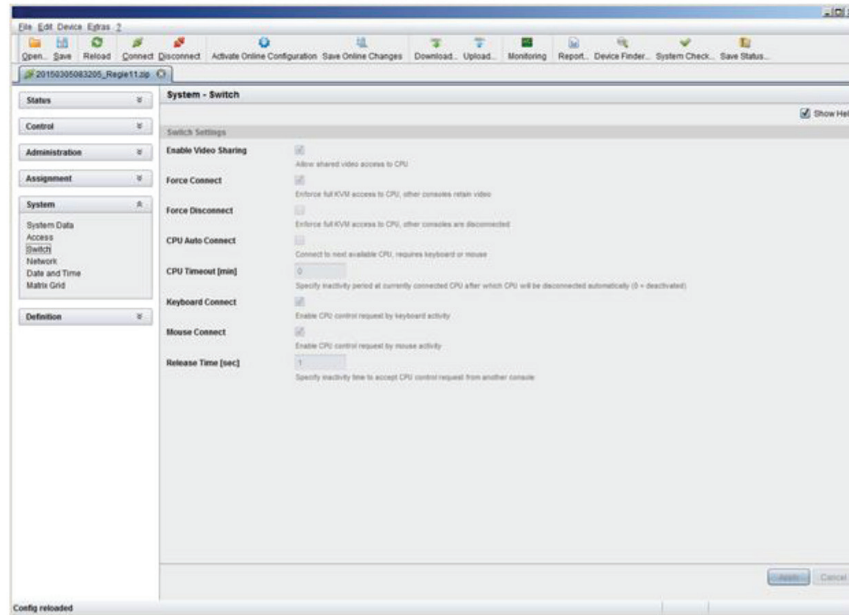 File Edit Device Extras ?
Open... Save Reload Connect Disconnect Activate Online Configuration Save Online Changes Download... Upload... Monitoring Report... Device Finder... System Check... Save Status...
20150305083205_Regie11.zip
Status
Control
Administration
Assignment
System
System Data
Access
Switch
Network
Date and Time
Matrix Grid
Definition
System - Switch
Show Hel
Switch Settings
Enable Video Sharing
Allow shared video access to CPU
Force Connect
Enforce full KVM access to CPU, other consoles retain video
Force Disconnect
Enforce full KVM access to CPU, other consoles are disconnected
CPU Auto Connect
Connect to next available CPU, requires keyboard or mouse
CPU Timeout [min] 0
Specify inactivity period at currently connected CPU after which CPU will be disconnected automatically (0 = deactivated)
Keyboard Connect
Enable CPU control request by keyboard activity
Mouse Connect
Enable CPU control request by mouse activity
Release Time [sec] 1
Specify inactivity time to accept CPU control request from another console
Apply Cancel
Config reloaded